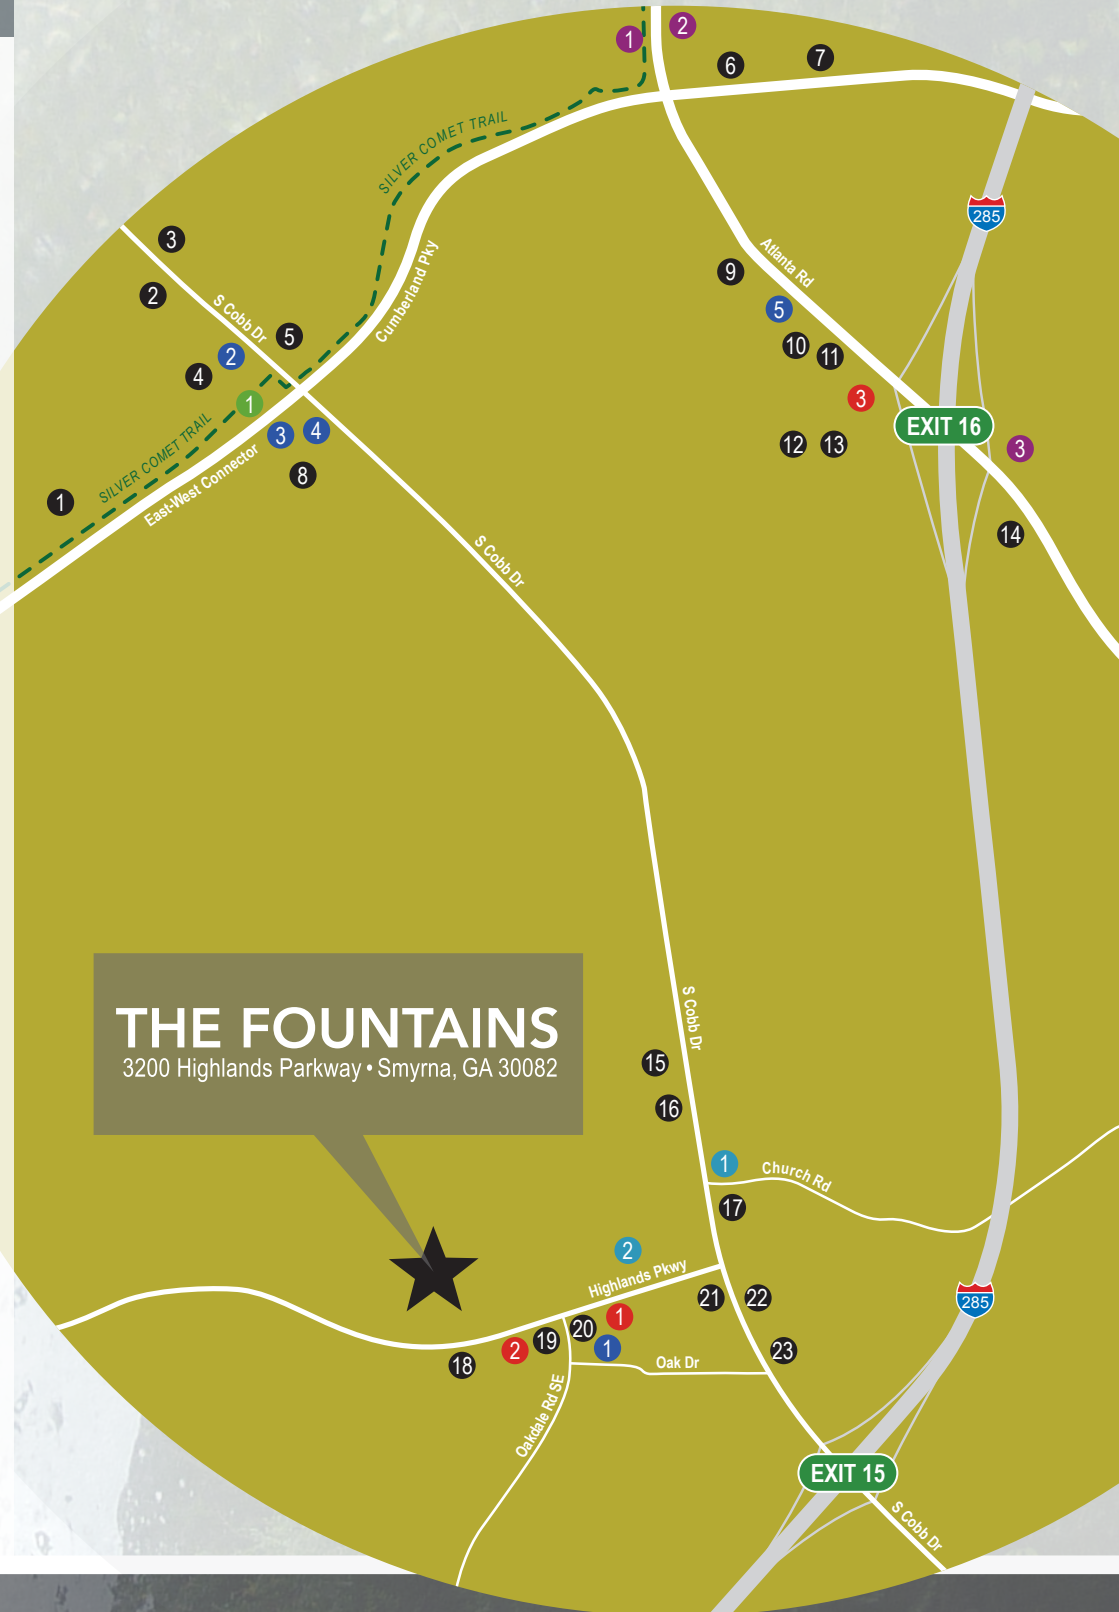 1
2
6
7
SILVER COMET TRAIL
285
3
2
S Cobb Dr
Cumberland Pky
Atlanta Rd
9
5
5
2
4
10
11
1
3
SILVER COMET TRAIL
3
4
EXIT 16
12
13
3
East-West Connector
8
1
14
S Cobb Dr
THE FOUNTAINS
3200 Highlands Parkway • Smyrna, GA 30082
S Cobb Dr
15
16
1
Church Rd
17
2
Highlands Pkwy
21
22
285
1
20
19
2
18
1
23
Oak Dr
Oakdale Rd SE
EXIT 15
S Cobb Dr